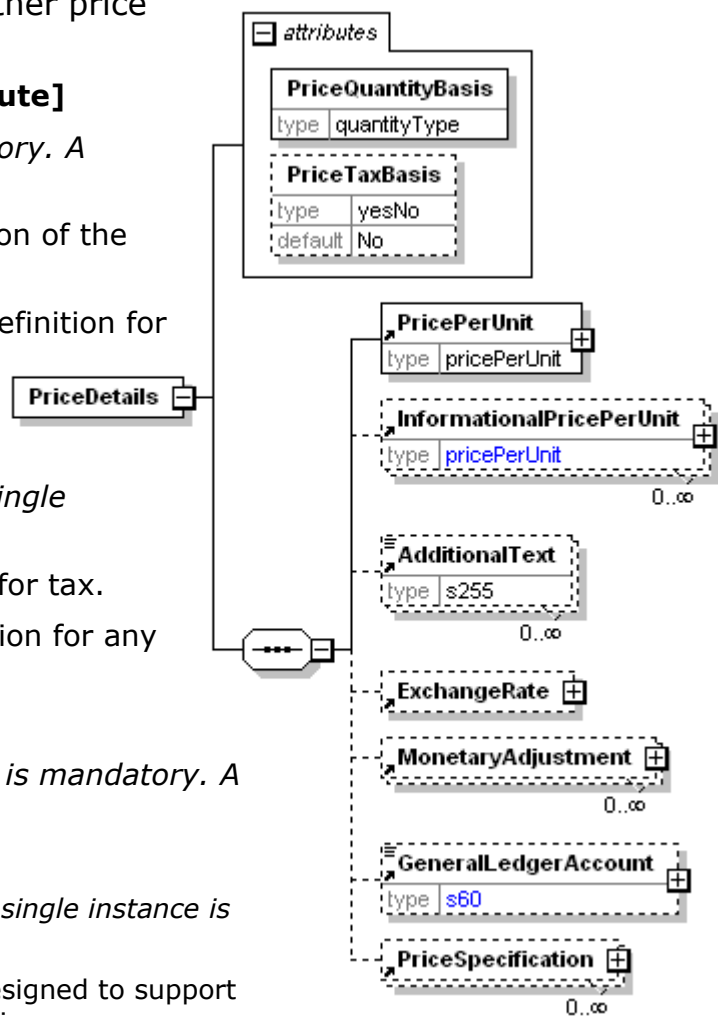 ther price
ute]
ory. A
on of the
efinition for
ingle
for tax.
ion for any
is mandatory. A
single instance is
esigned to support
attributes
PriceQuantityBasis
type quantityType
PriceTaxBasis
type yesNo
default No
PriceDetails
PricePerUnit
type pricePerUnit
InformationalPricePerUnit
type pricePerUnit
0..∞
AdditionalText
type s255
0..∞
ExchangeRate
MonetaryAdjustment
0..∞
GeneralLedgerAccount
type s60
PriceSpecification
0..∞